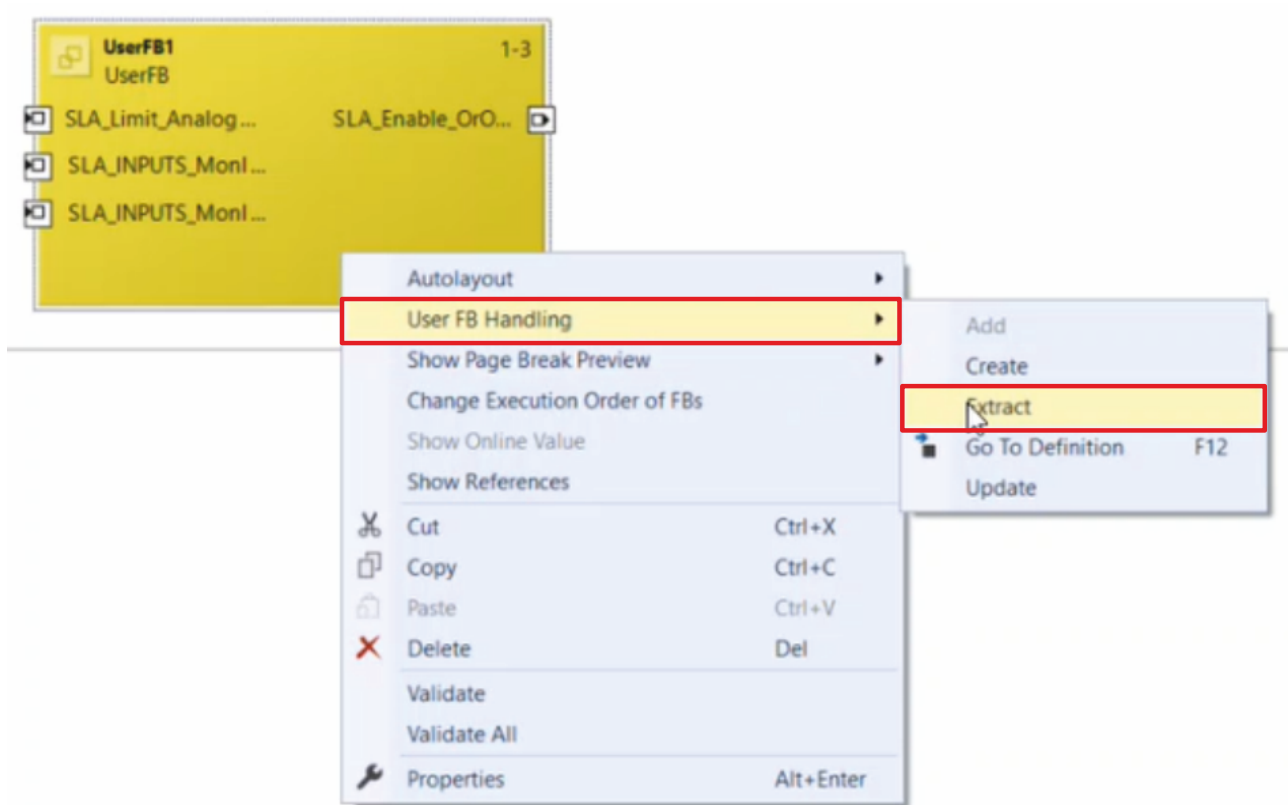 UserFB1 1-3
UserFB
SLA_Limit_Analog... SLA_Enable_OrO...
SLA_INPUTS_MonI...
SLA_INPUTS_MonI...
Autolayout
User FB Handling
Show Page Break Preview
Change Execution Order of FBs
Show Online Value
Show References
Cut Ctrl+X
Copy Ctrl+C
Paste Ctrl+V
Delete Del
Validate
Validate All
Properties Alt+Enter
Add
Create
Extract
Go To Definition F12
Update